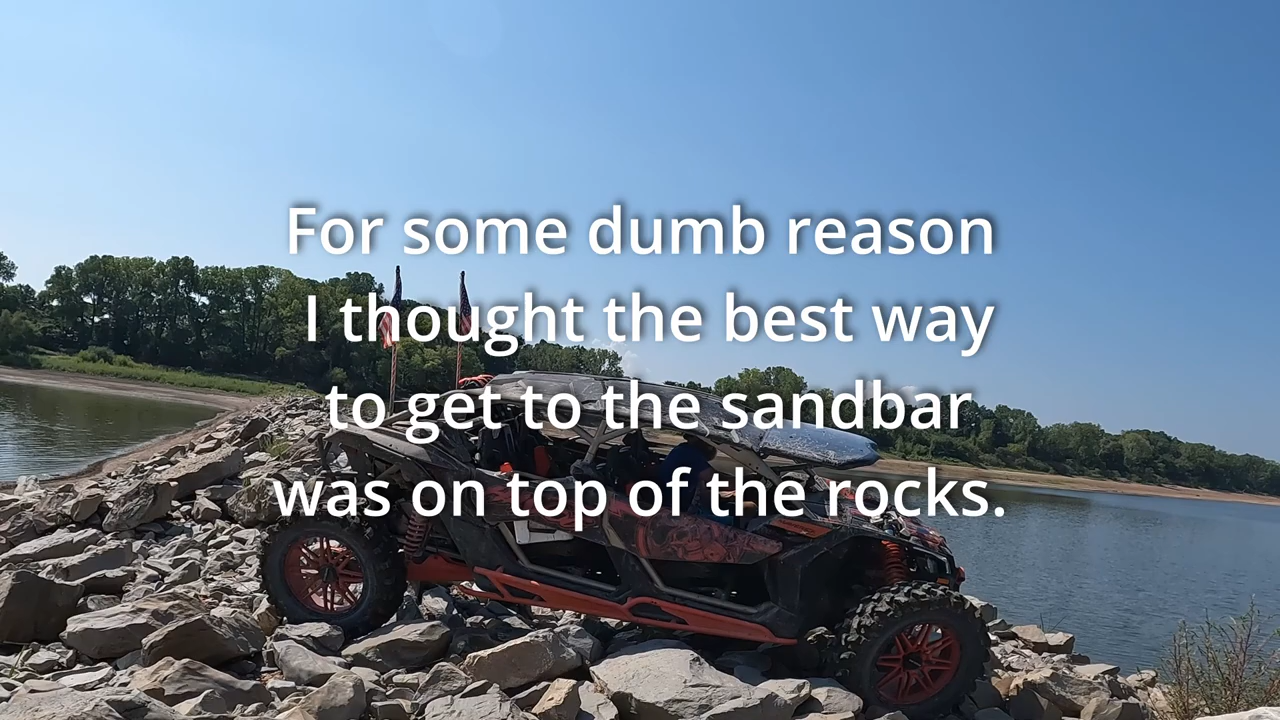 For some dumb reason
I thought the best way
to get to the sandbar
was on top of the rocks.